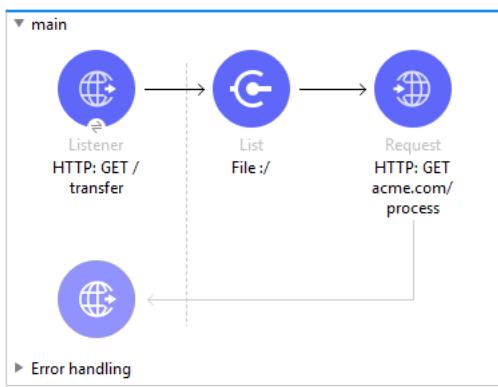 main
Listener
HTTP: GET /
transfer
List
File :/
Request
HTTP: GET
acme.com/
process
Error handling